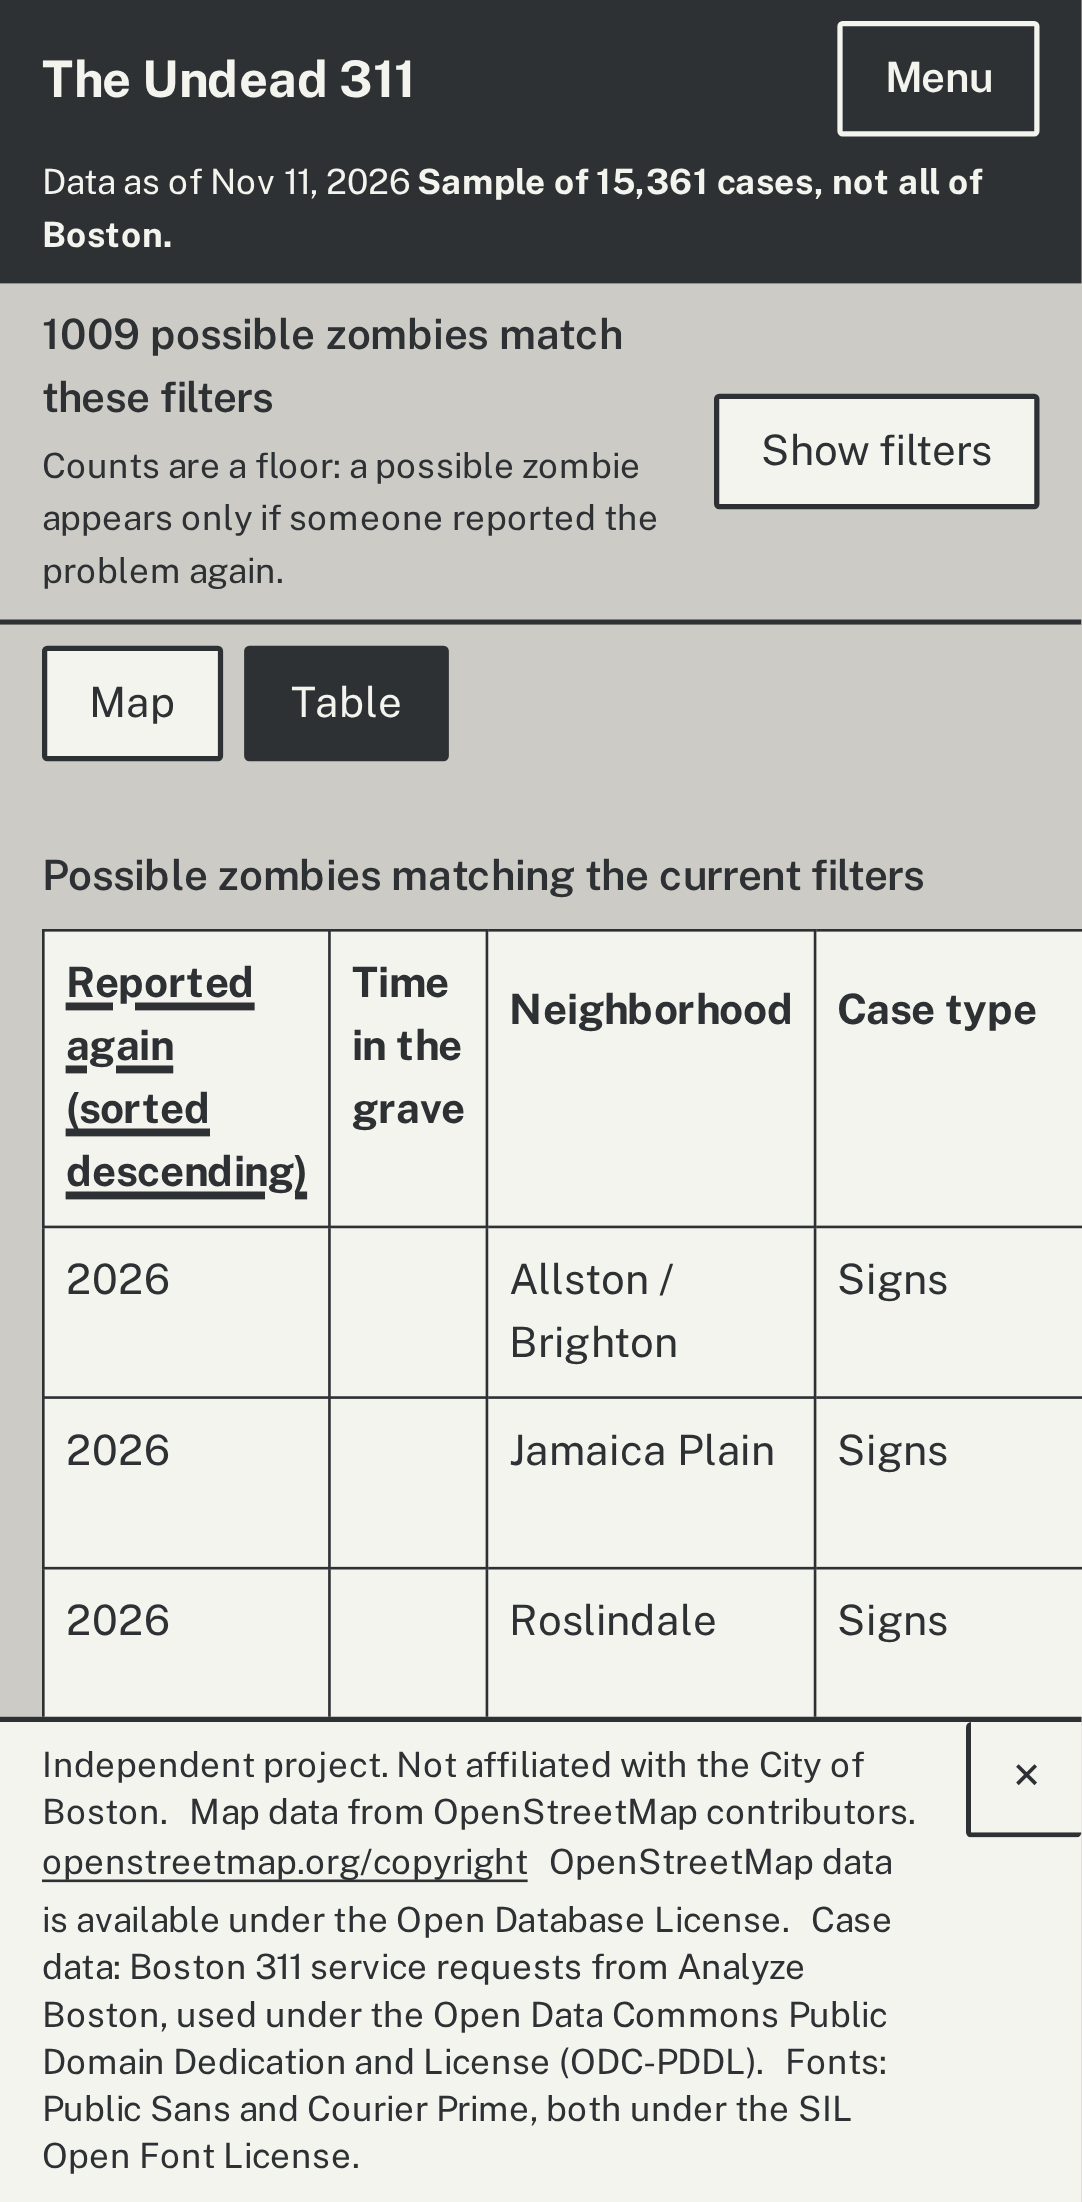 The Undead 311
Menu
Data as of Nov 11, 2026 Sample of 15,361 cases, not all of
Boston.
1009 possible zombies match
these filters
Counts are a floor: a possible zombie
appears only if someone reported the
problem again.
Show filters
Map
Table
Possible zombies matching the current filters
Reported
again
(sorted
descending)
Time
in the
grave
Neighborhood
Case type
2026
Allston /
Brighton
Signs
2026
Jamaica Plain
Signs
2026
Roslindale
Signs
Independent project. Not affiliated with the City of
Boston. Map data from OpenStreetMap contributors.
openstreetmap.org/copyright OpenStreetMap data
is available under the Open Database License. Case
data: Boston 311 service requests from Analyze
Boston, used under the Open Data Commons Public
Domain Dedication and License (ODC-PDDL). Fonts:
Public Sans and Courier Prime, both under the SIL
Open Font License.
×